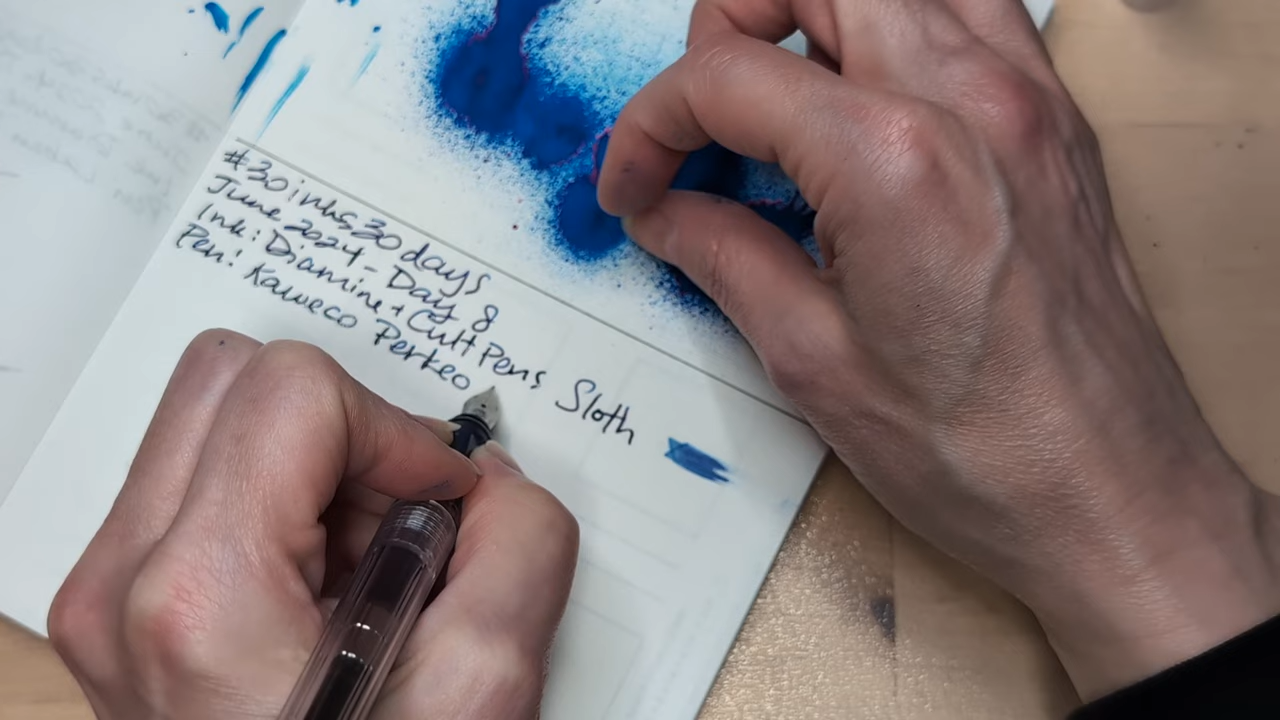 #30inks30days
June 2024 - Day 8
Ink: Diamine + Cult Pens Sloth
Pen: Kaweco Perkeo